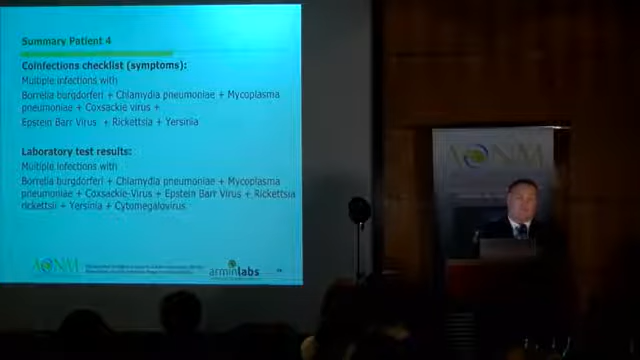 Summary Patient 4
Coinfections checklist (symptoms):
Multiple infections with
Borrelia burgdorferi + Chlamydia pneumoniae + Mycoplasma
pneumoniae + Coxsackie virus +
Epstein Barr Virus + Rickettsia + Yersinia
Laboratory test results:
Multiple infections with
Borrelia burgdorferi + Chlamydia pneumoniae + Mycoplasma
pneumoniae + Coxsackie-Virus + Epstein Barr Virus + Rickettsia
rickettsii + Yersinia + Cytomegalovirus
AONM
arminlabs
AONM